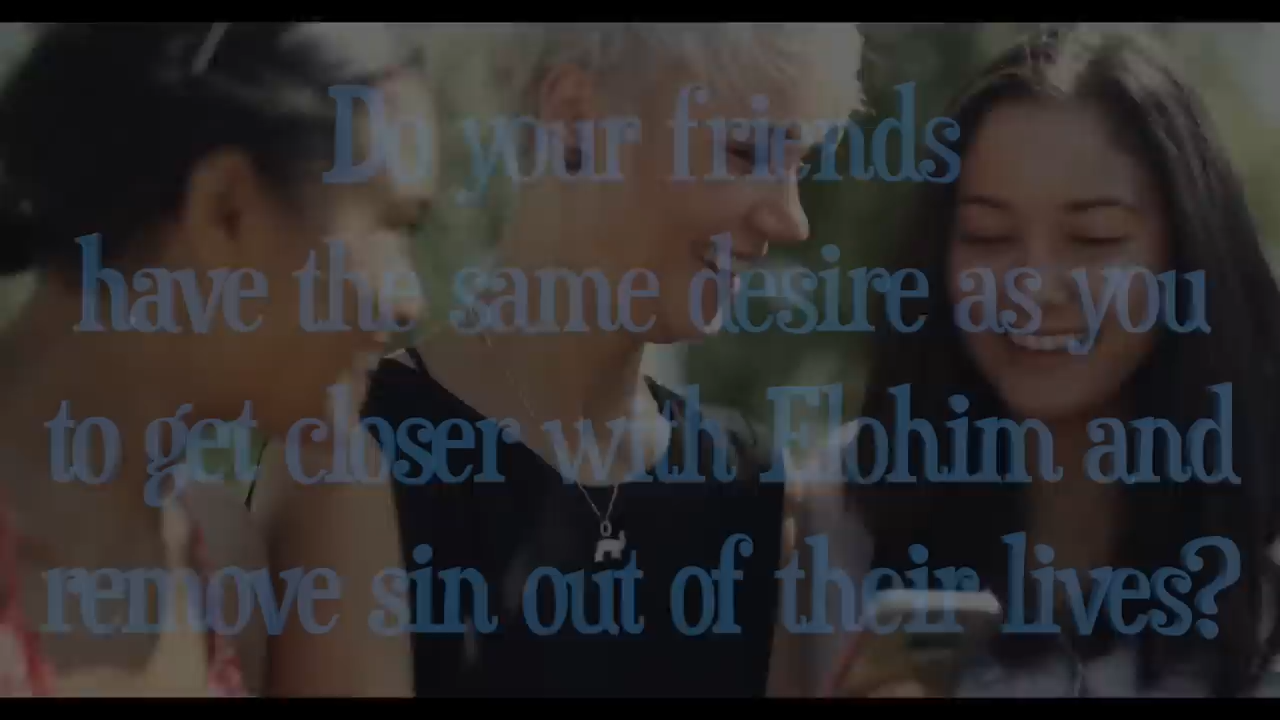 Do your friends
have the same desire as you
to get closer with Elohim and
remove sin out of their lives?